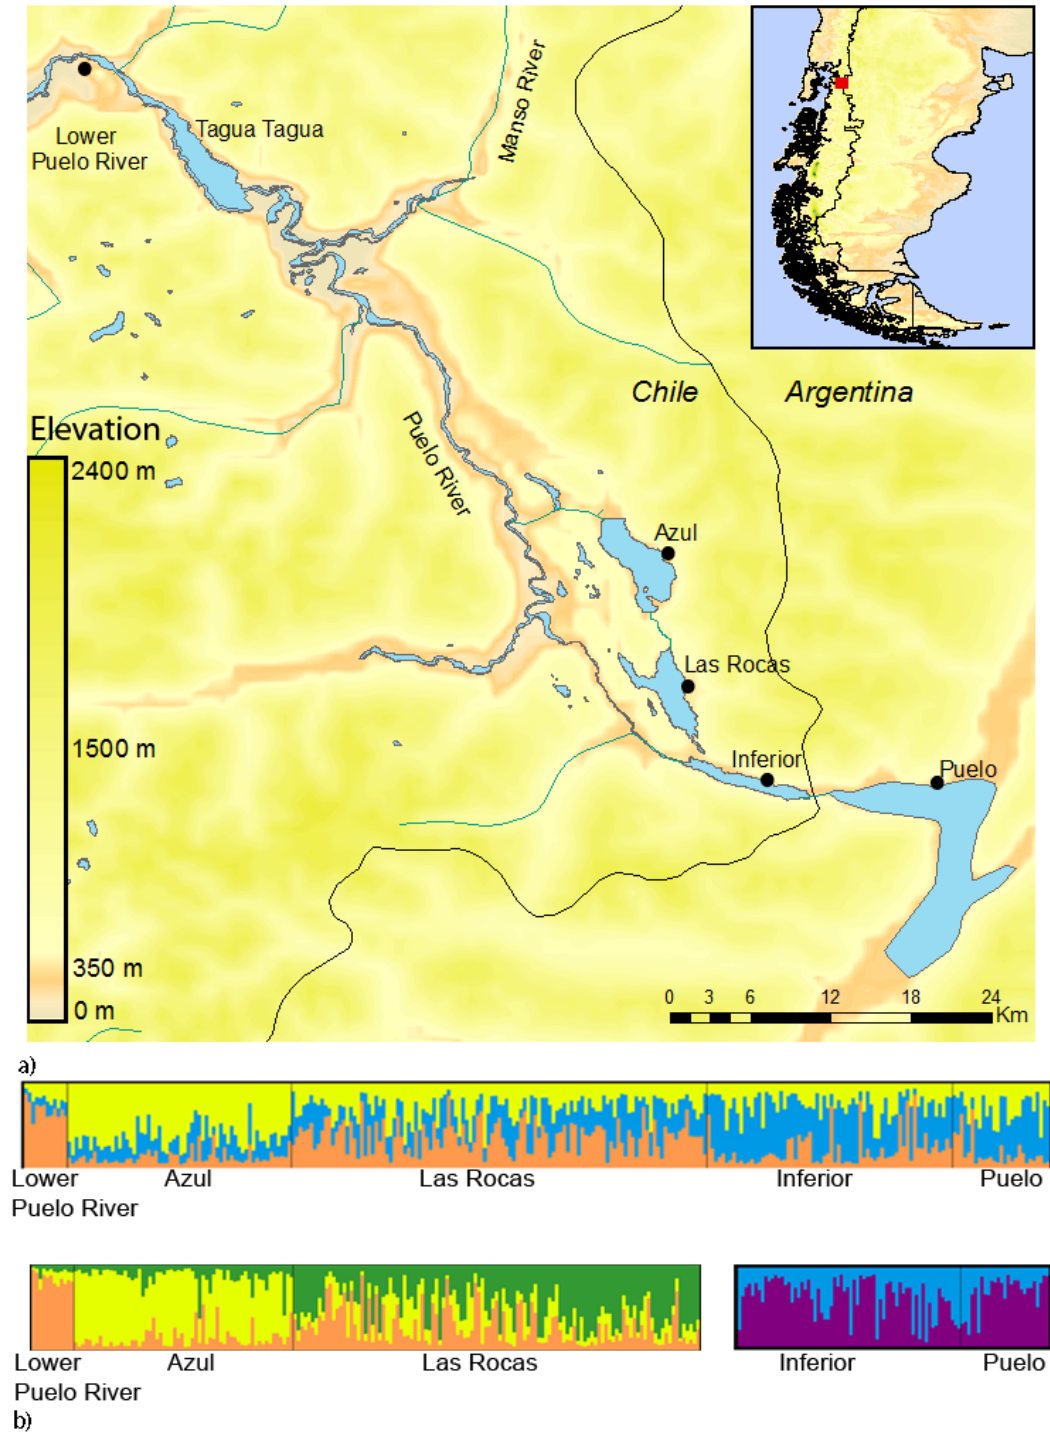 Lower
Puelo River
Tagua Tagua
Manso River
Chile
Argentina
Elevation
2400 m
1500 m
350 m
0 m
Puelo River
Azul
Las Rocas
Inferior
Puelo
0 3 6 12 18 24
Km
a)
Lower
Puelo River
Azul
Las Rocas
Inferior
Puelo
Lower
Puelo River
Azul
Las Rocas
Inferior
Puelo
b)